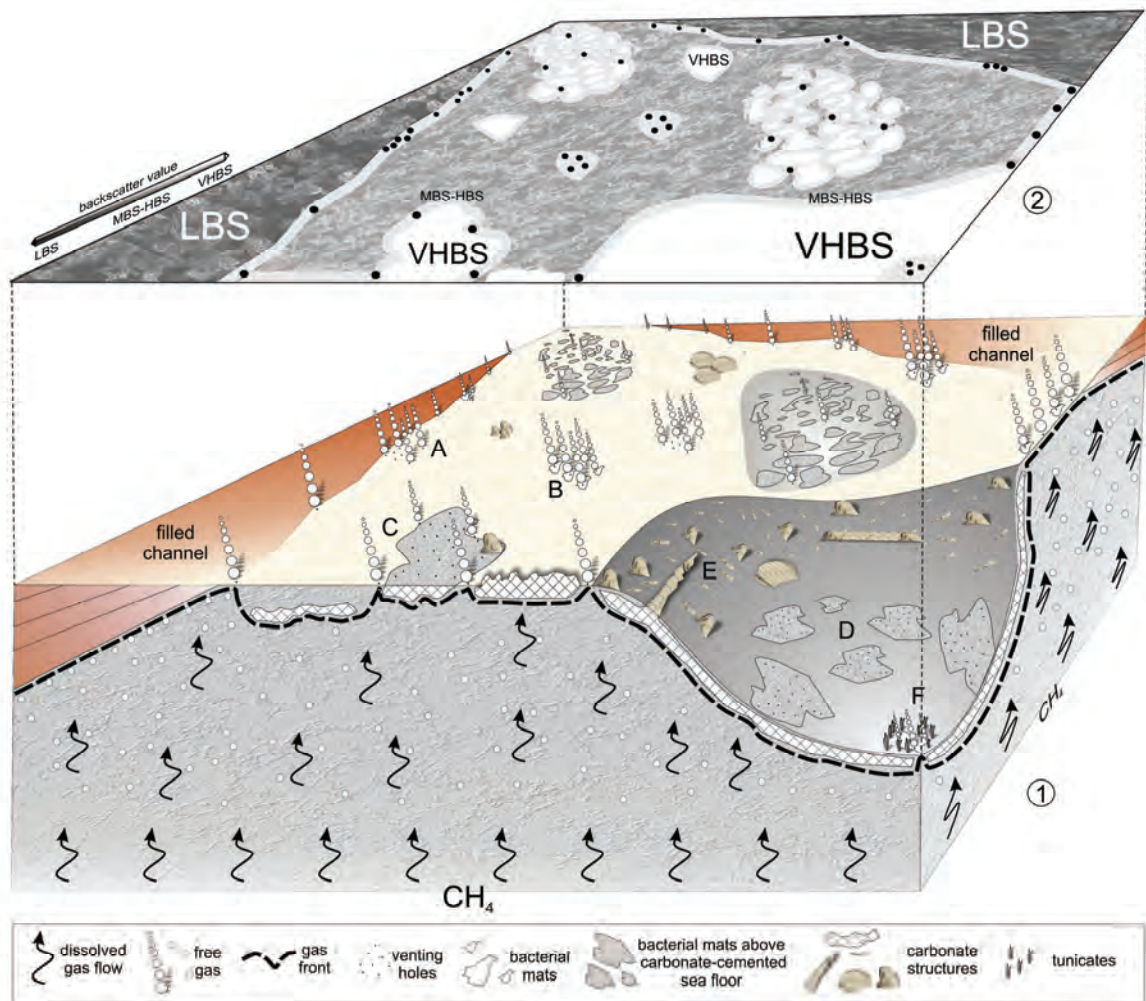 LBS
VHBS
backscatter value
LBS MBS-HBS VHBS
LBS
MBS-HBS
MBS-HBS
VHBS
VHBS
2
filled
channel
A
B
C
filled
channel
E
D
F
CH4
1
CH4
dissolved
gas flow
free
gas
gas
front
venting
holes
bacterial
mats
bacterial mats above
carbonate-cemented
sea floor
carbonate
structures
tunicates